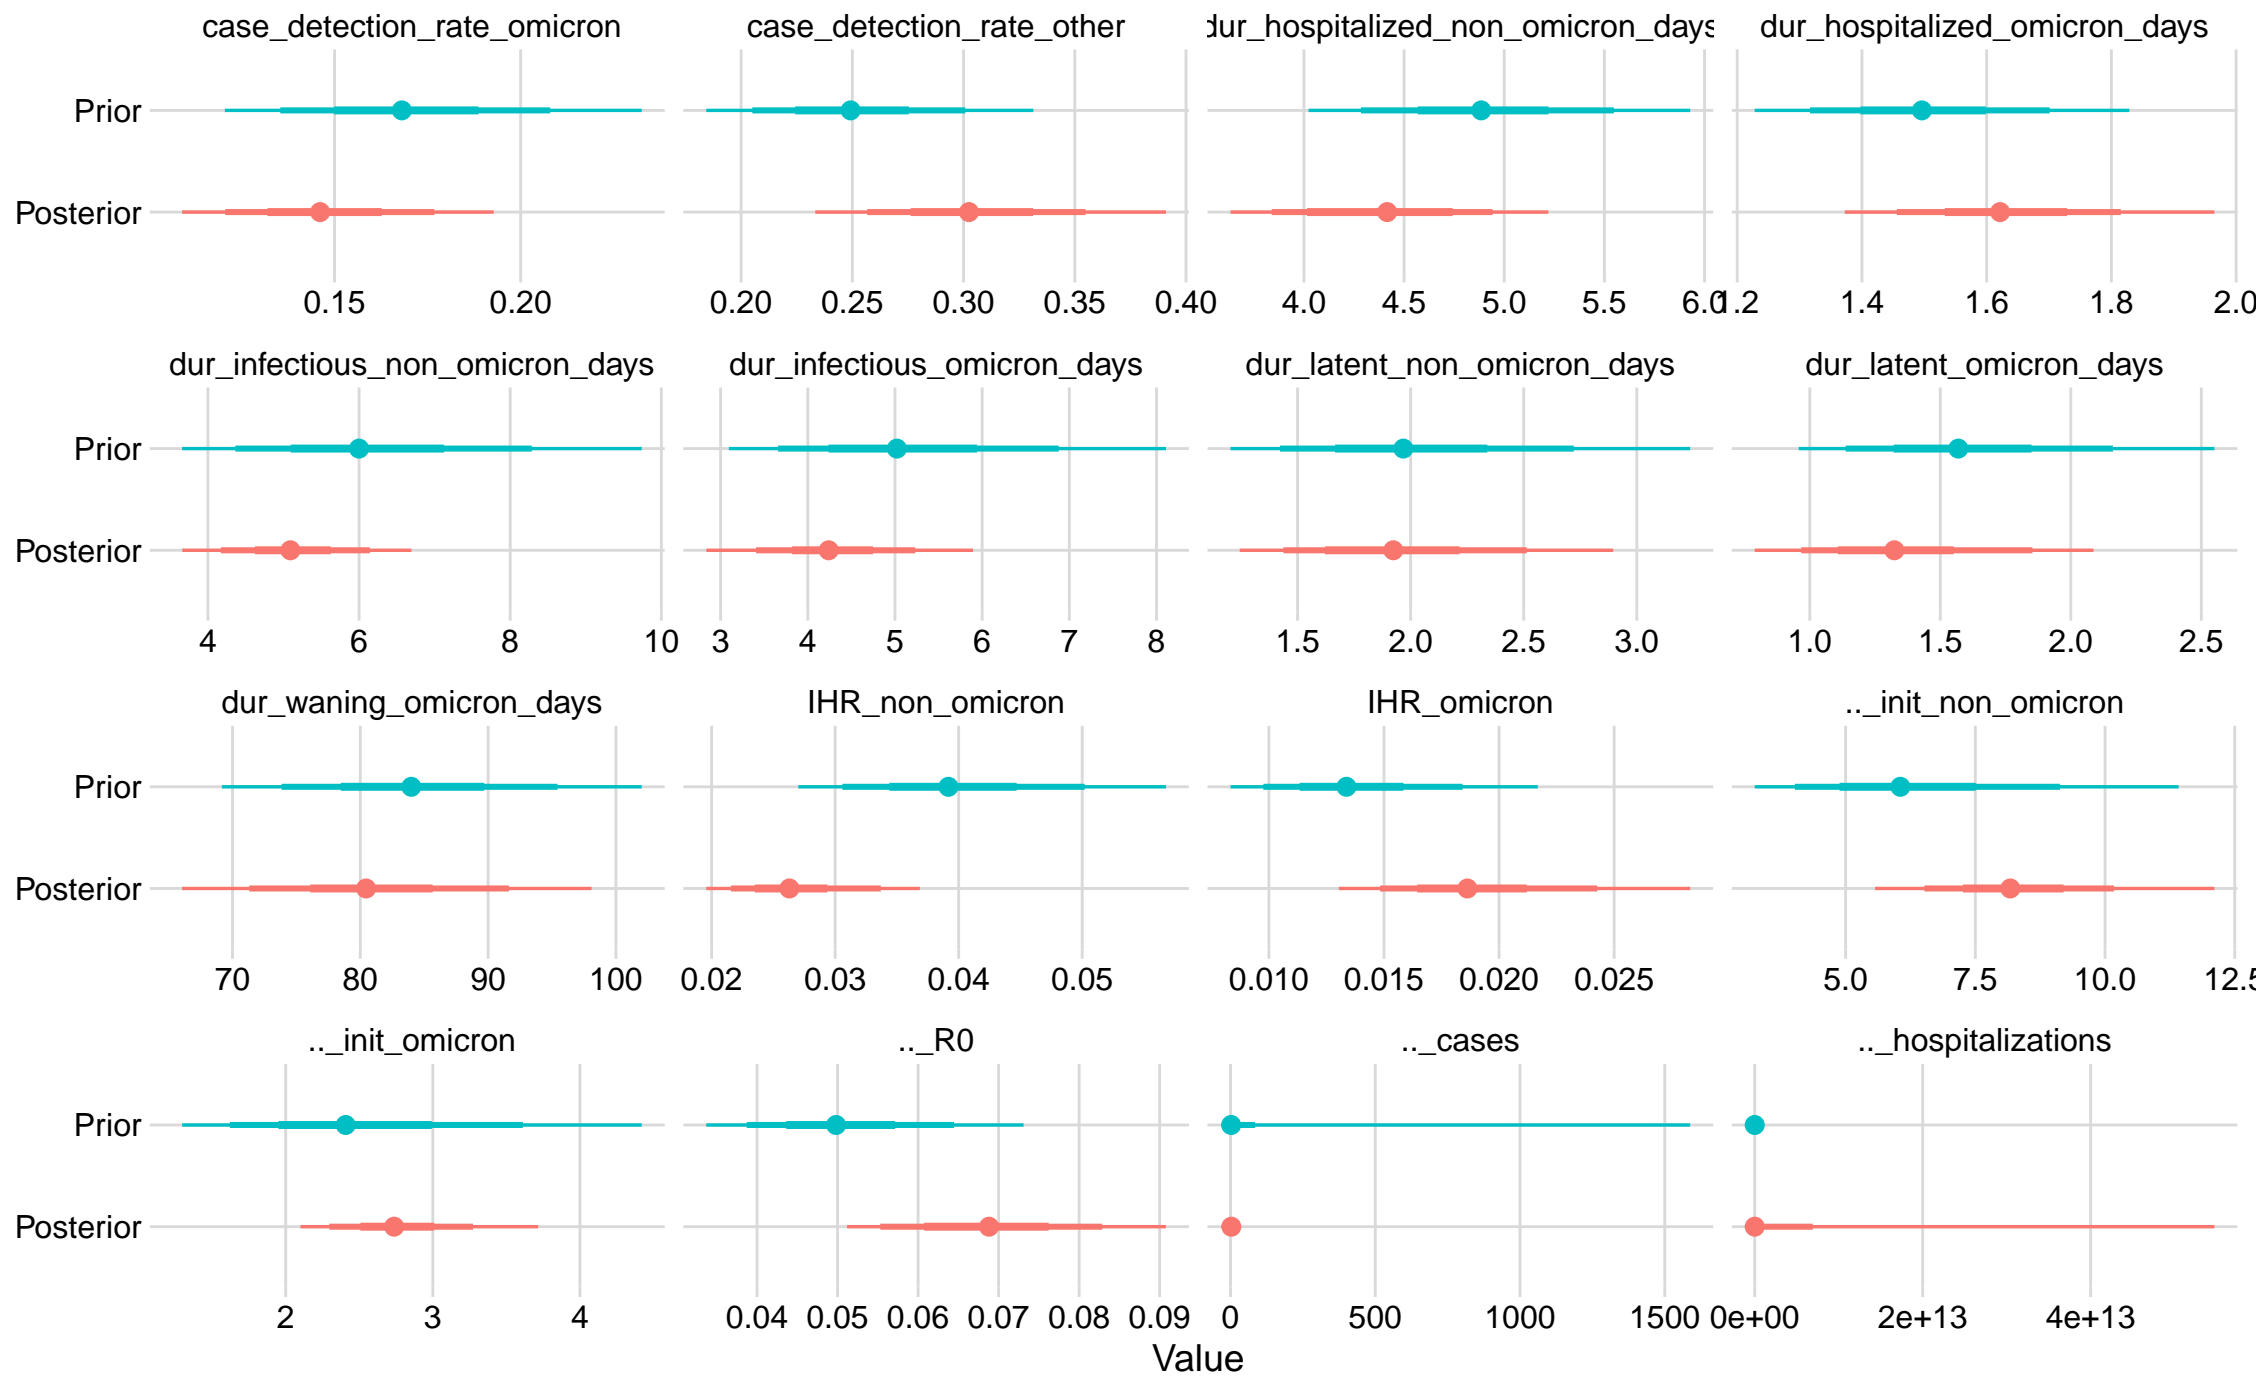 case_detection_rate_omicron case_detection_rate_other dur_hospitalized_non_omicron_days dur_hospitalized_omicron_days
Prior
Posterior
0.15 0.20 0.20 0.25 0.30 0.35 0.40 4.0 4.5 5.0 5.5 6.0 1.2 1.4 1.6 1.8 2.0
dur_infectious_non_omicron_days dur_infectious_omicron_days dur_latent_non_omicron_days dur_latent_omicron_days
Prior
Posterior
4 6 8 10 3 4 5 6 7 8 1.5 2.0 2.5 3.0 1.0 1.5 2.0 2.5
dur_waning_omicron_days IHR_non_omicron IHR_omicron .._init_non_omicron
Prior
Posterior
70 80 90 100 0.02 0.03 0.04 0.05 0.010 0.015 0.020 0.025 5.0 7.5 10.0 12.5
.._init_omicron .._R0 .._cases .._hospitalizations
Prior
Posterior
2 3 4 0.04 0.05 0.06 0.07 0.08 0.09 0 500 1000 1500 0e+00 2e+13 4e+13
Value